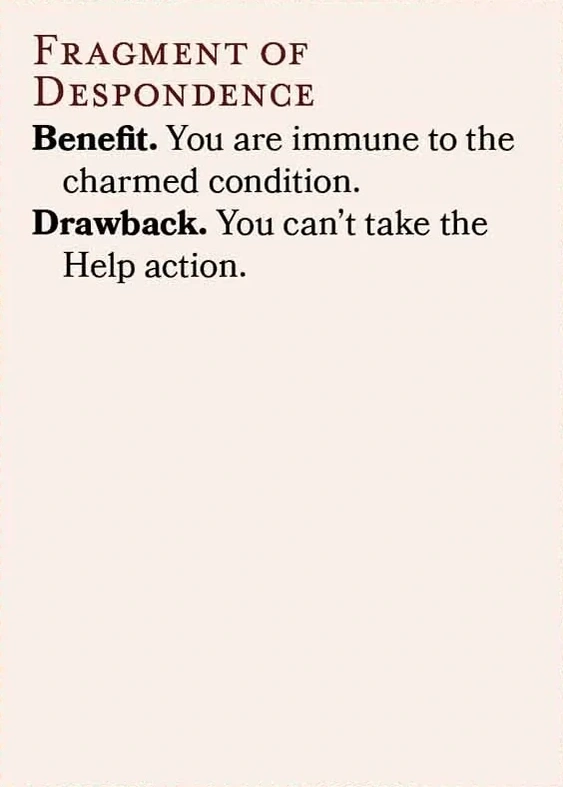 Fragment of
Despondence
Benefit. You are immune to the
charmed condition.
Drawback. You can’t take the
Help action.